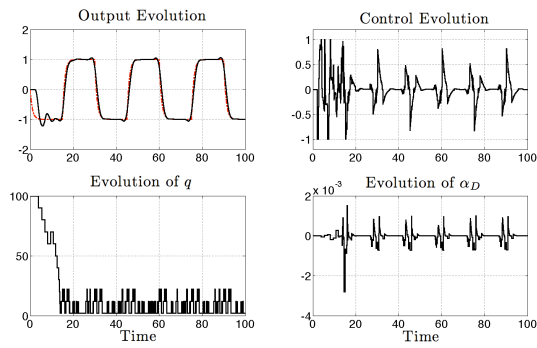 Output Evolution
Control Evolution
2
1
0
-1
-2
0 20 40 60 80 100
1
0.5
0
-0.5
-1
0 20 40 60 80 100
Evolution of q
Evolution of α_D
100
50
0
0 20 40 60 80 100
Time
2 x 10^-3
0
-2
-4
0 20 40 60 80 100
Time